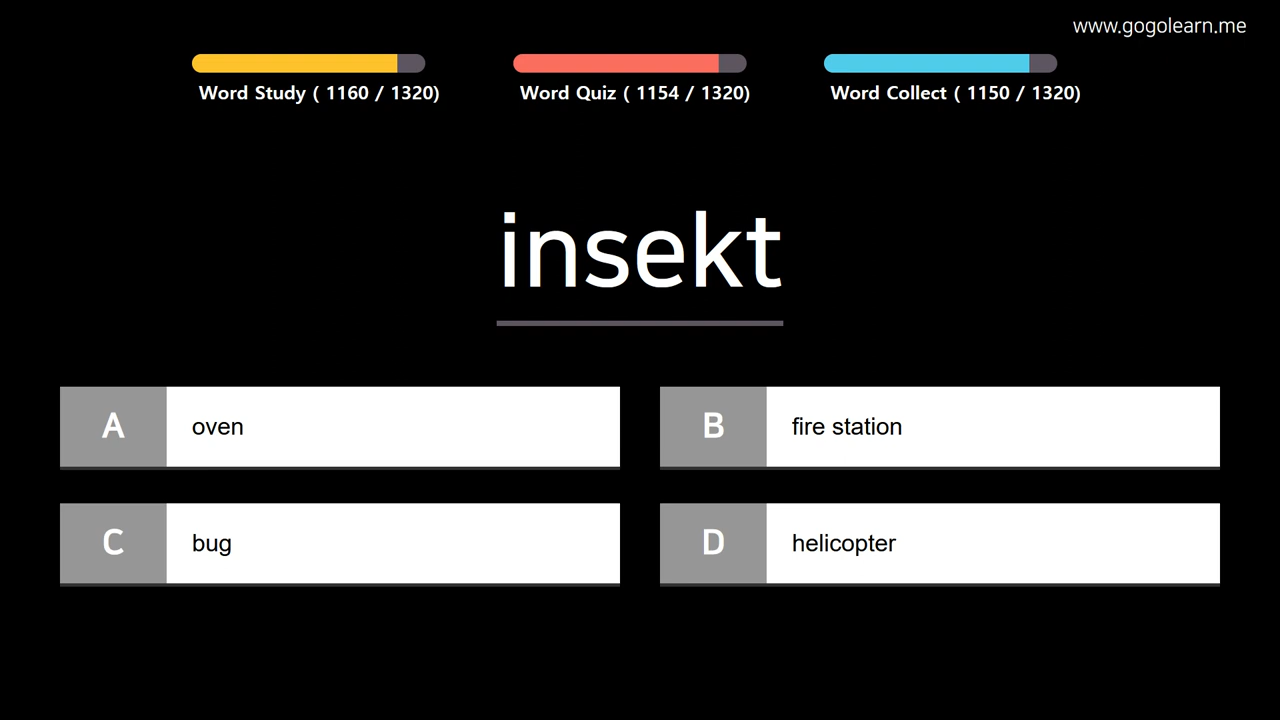 www.gogolearn.me
Word Study ( 1160 / 1320)
Word Quiz ( 1154 / 1320)
Word Collect ( 1150 / 1320)
insekt
A oven
B fire station
C bug
D helicopter